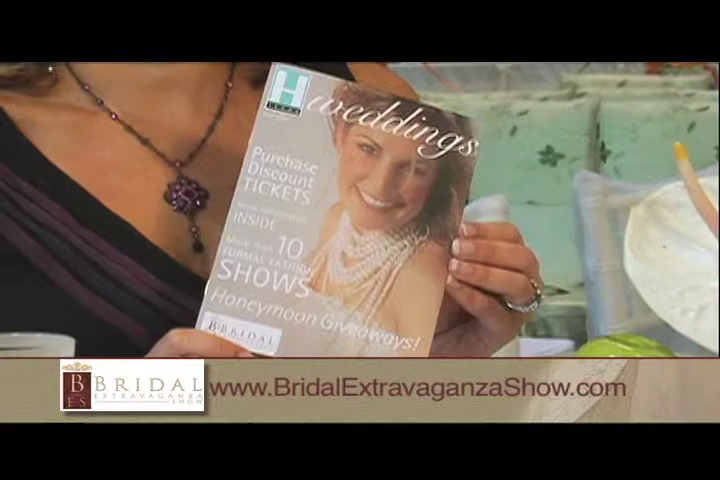 H weddings
Purchase
Discount
TICKETS
INSIDE
More than 10
FORMAL FASHION
SHOWS
Honeymoon Giveaways!
BRIDAL
B
ES
BRIDAL
EXTRAVAGANZA
SHOW
www.BridalExtravaganzaShow.com